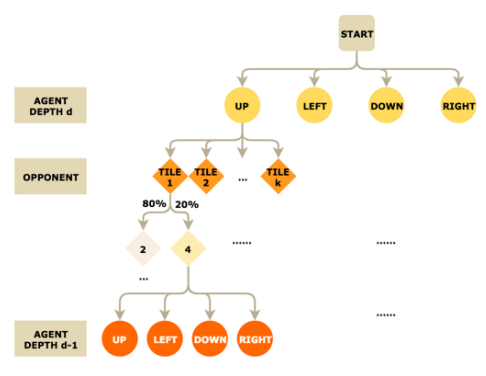 START
AGENT
DEPTH d
UP
LEFT
DOWN
RIGHT
OPPONENT
TILE
1
TILE
2
...
TILE
k
80%
20%
2
4
......
......
...
......
AGENT
DEPTH d-1
UP
LEFT
DOWN
RIGHT